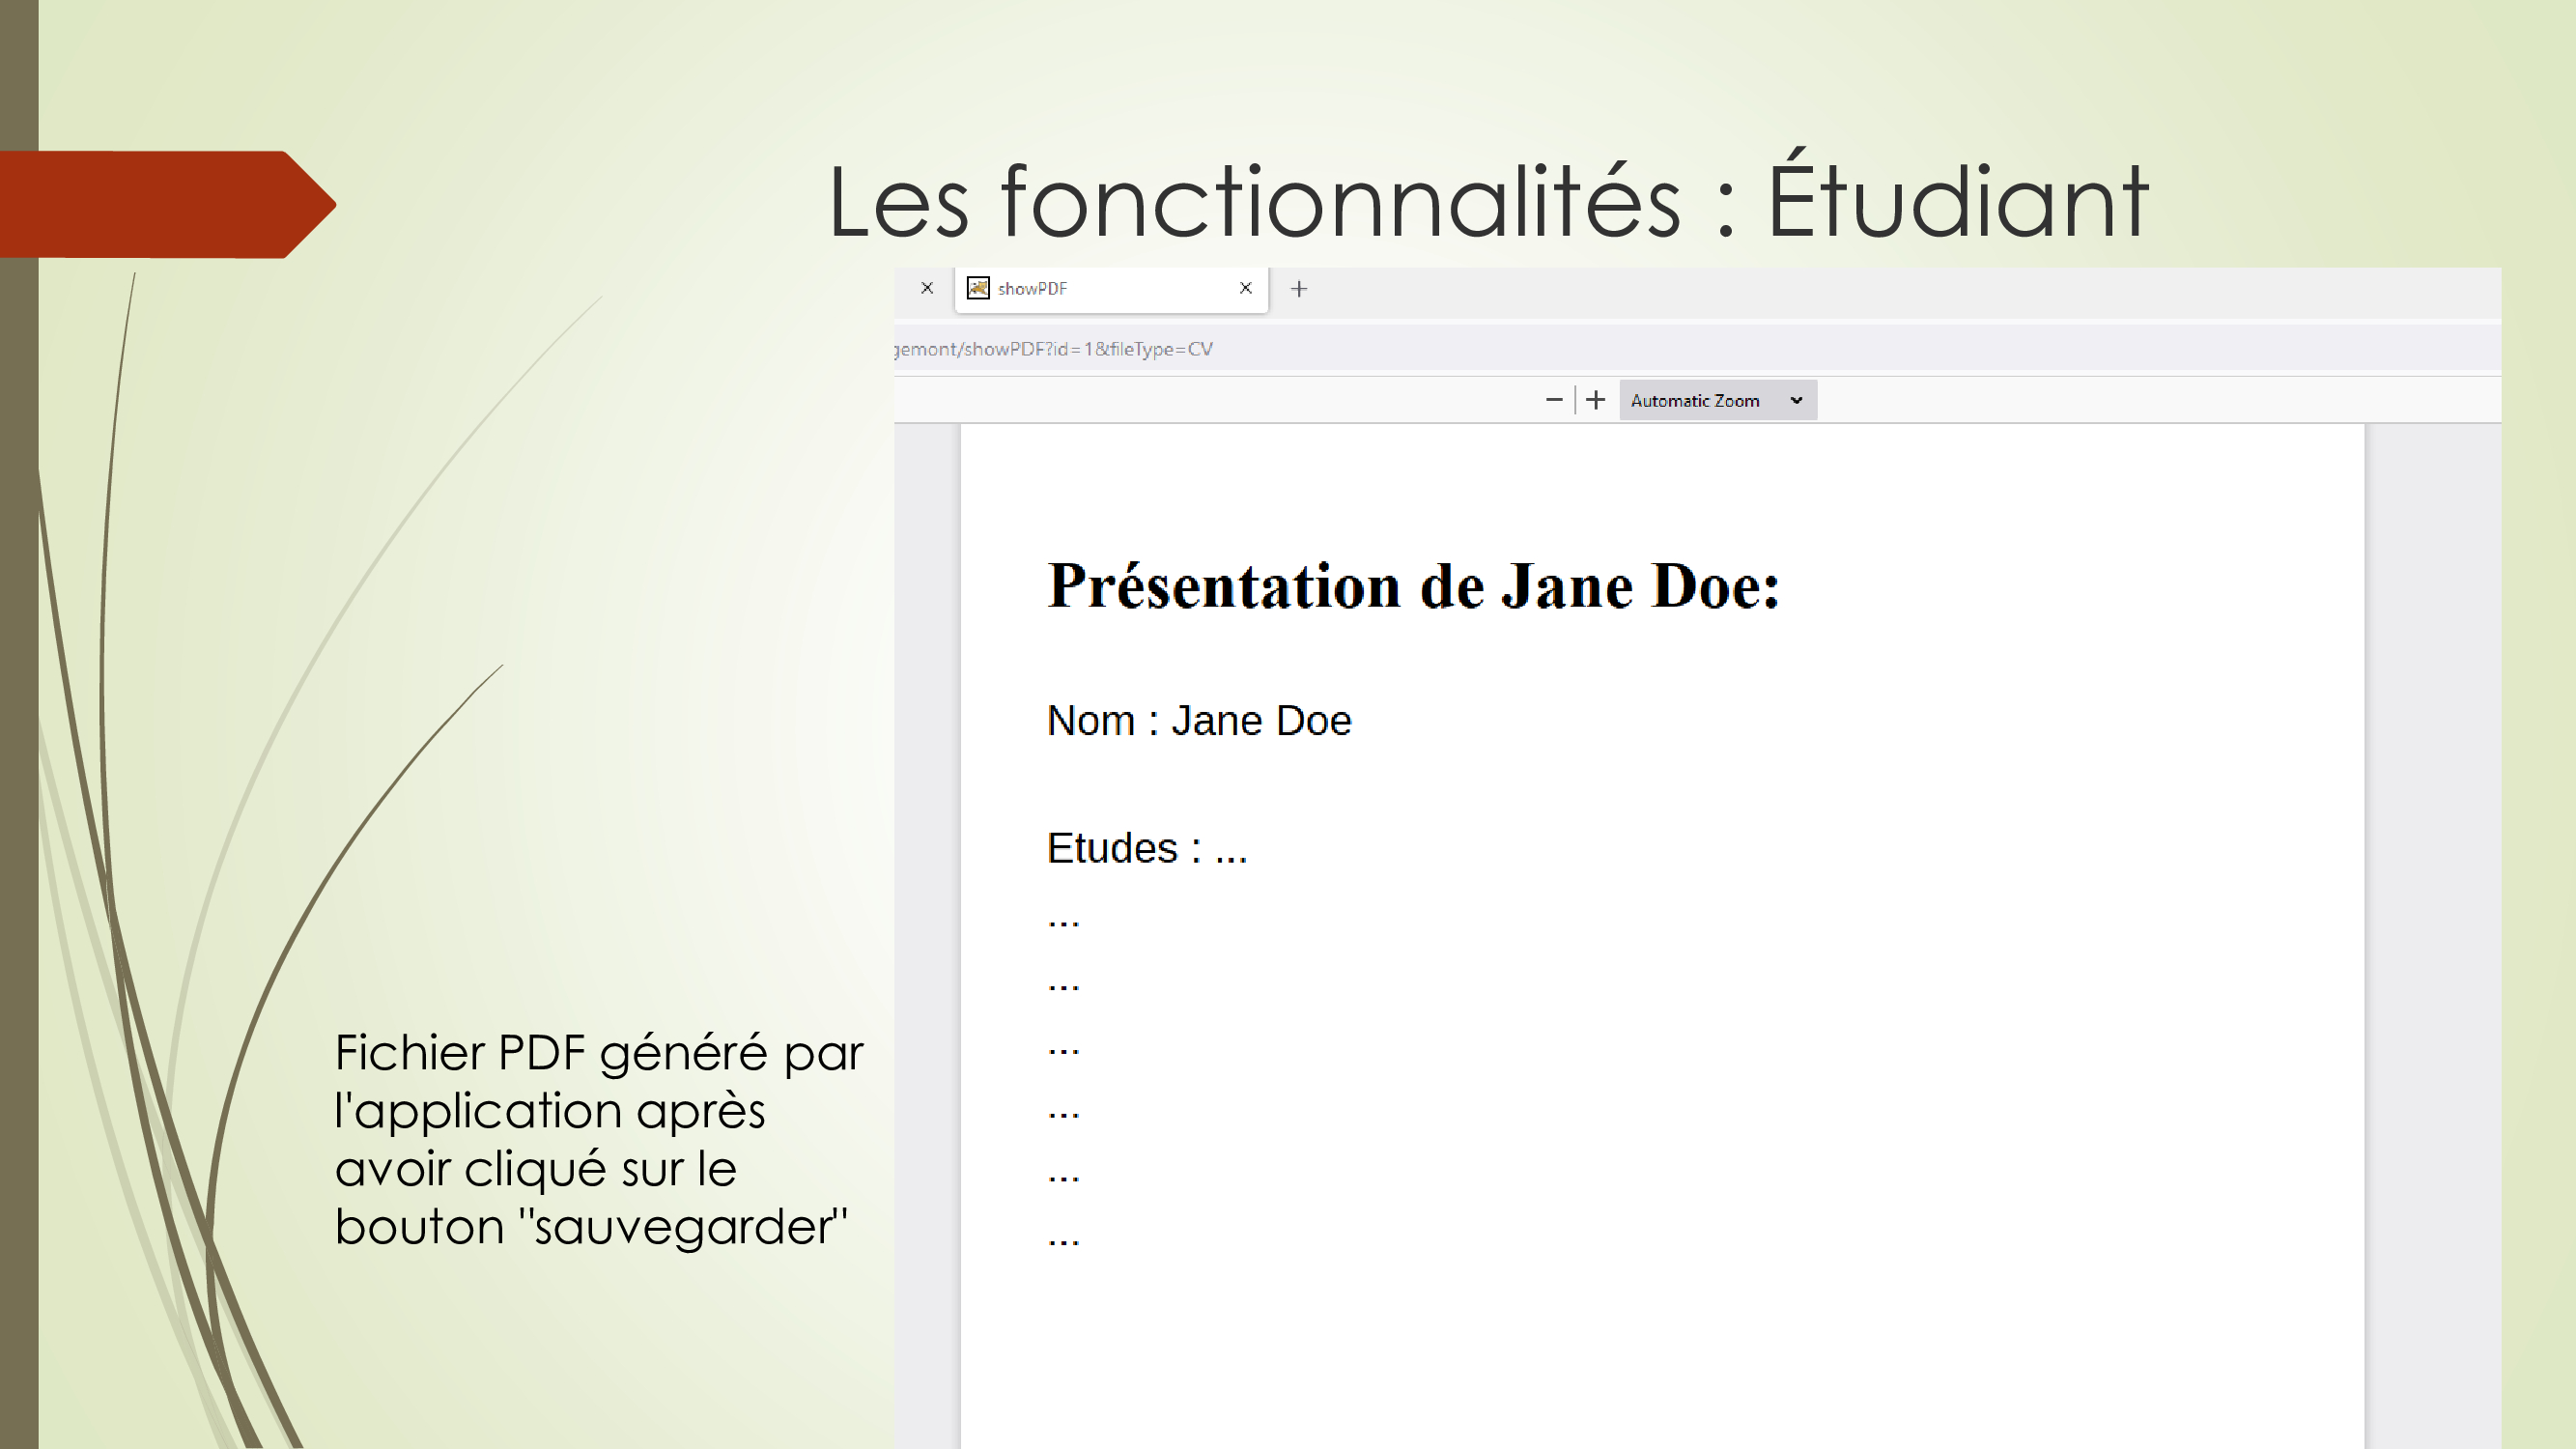 Les fonctionnalités : Étudiant
showPDF
gemont/showPDF?id=1&fileType=CV
Automatic Zoom
Présentation de Jane Doe:
Nom : Jane Doe
Etudes : ...
...
...
...
...
...
...
Fichier PDF généré par
l'application après
avoir cliqué sur le
bouton "sauvegarder"